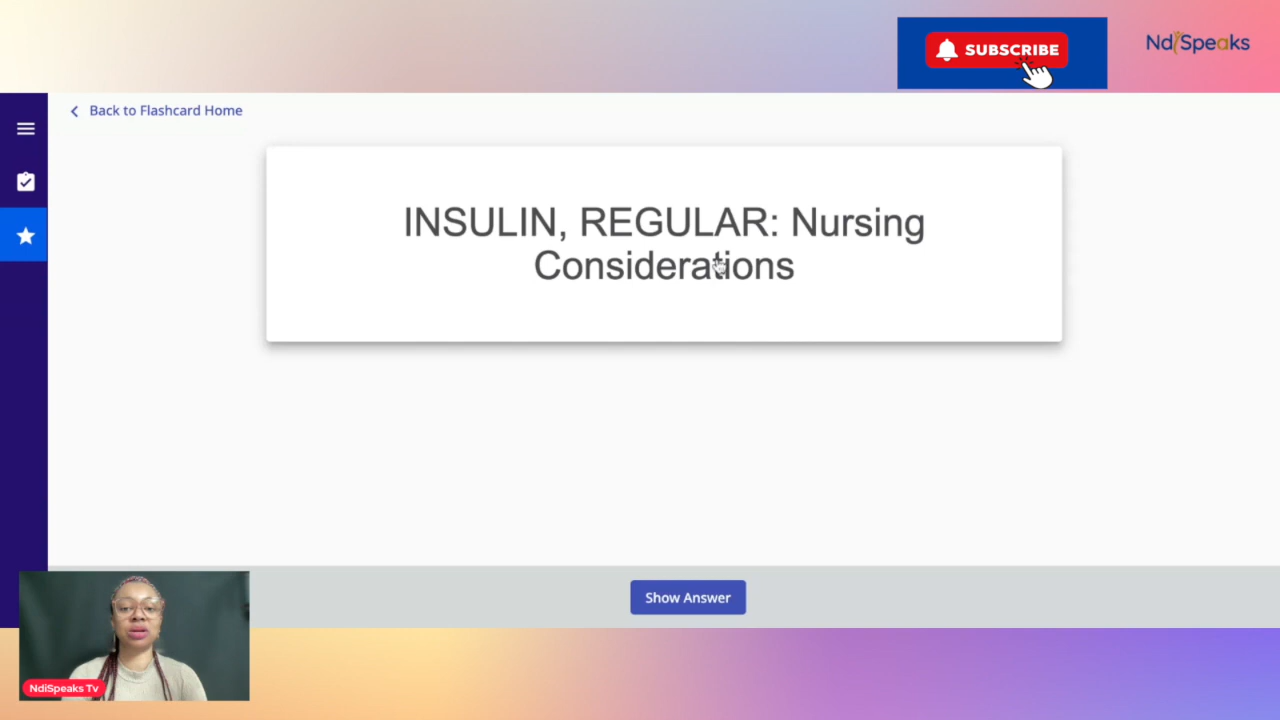 SUBSCRIBE
NdiSpeaks
Back to Flashcard Home
INSULIN, REGULAR: Nursing
Considerations
Show Answer
NdiSpeaks Tv